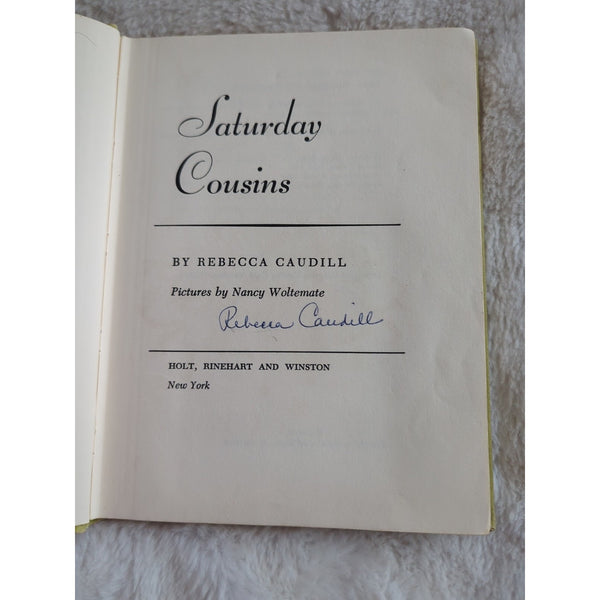 Saturday
Cousins
BY REBECCA CAUDILL
Pictures by Nancy Woltemate
Rebecca Caudill
HOLT, RINEHART AND WINSTON
New York